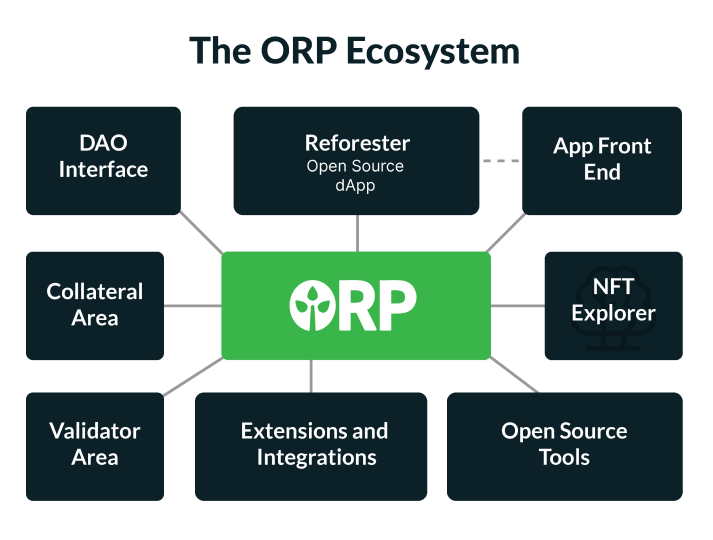 The ORP Ecosystem
DAO
Interface
Reforester
Open Source
dApp
App Front
End
Collateral
Area
ORP
NFT
Explorer
Validator
Area
Extensions and
Integrations
Open Source
Tools